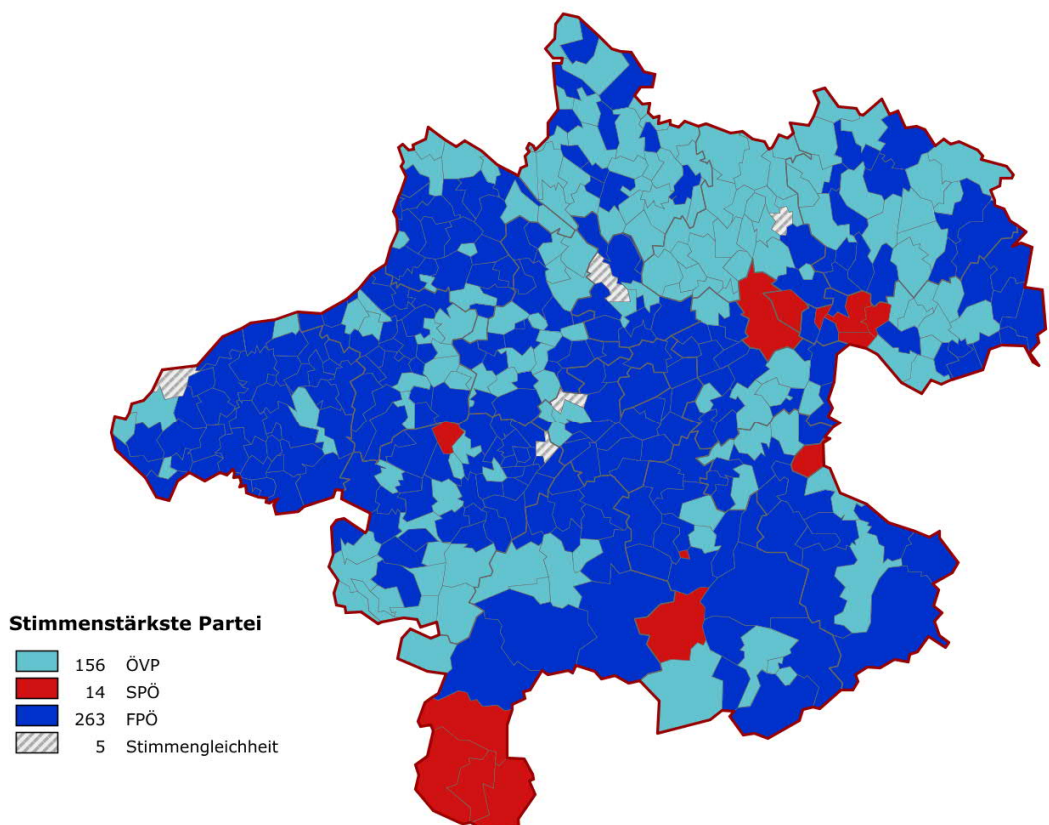 Stimmenstärkste Partei
156 ÖVP
14 SPÖ
263 FPÖ
5 Stimmengleichheit